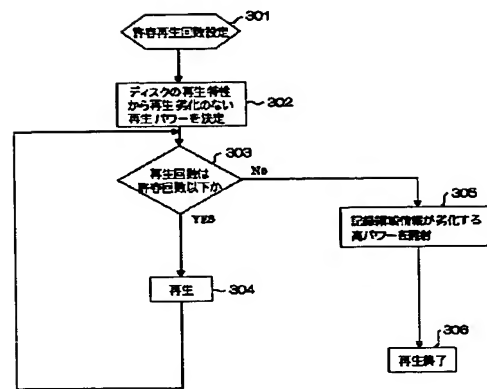 301
許容再生回数設定
ディスクの再生特性
から再生劣化のない
再生パワーを決定
302
303
再生回数は
許容回数以下か
No
YES
305
記録領域情報が劣化する
高パワーを照射
再生
304
306
再生終了